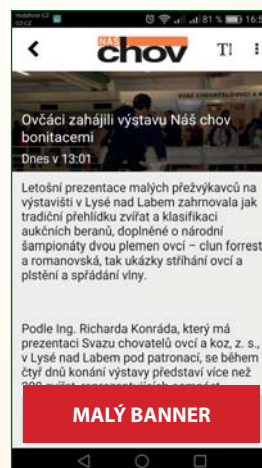 Vodafone CZ
O2-CZ
81 % 16:5
NÁŠ
chov
T!
Ovčáci zahájili výstavu Náš chov
bonitacemi
Dnes v 13:01
Letošní prezentace malých přežvýkavců na
výstavišti v Lysé nad Labem zahrnovala jak
tradiční přehlídku zvířat a klasifikaci
aukčních beranů, doplněné o národní
šampionáty dvou plemen ovcí – clun forrest
a romanovská, tak ukázky stříhání ovcí a
plstění a spřádání vlny.
Podle Ing. Richarda Konráda, který má
prezentaci Svazu chovatelů ovcí a koz, z. s.,
v Lysé nad Labem pod patronací, se během
čtyř dnů konání výstavy představí více než
MALÝ BANNER